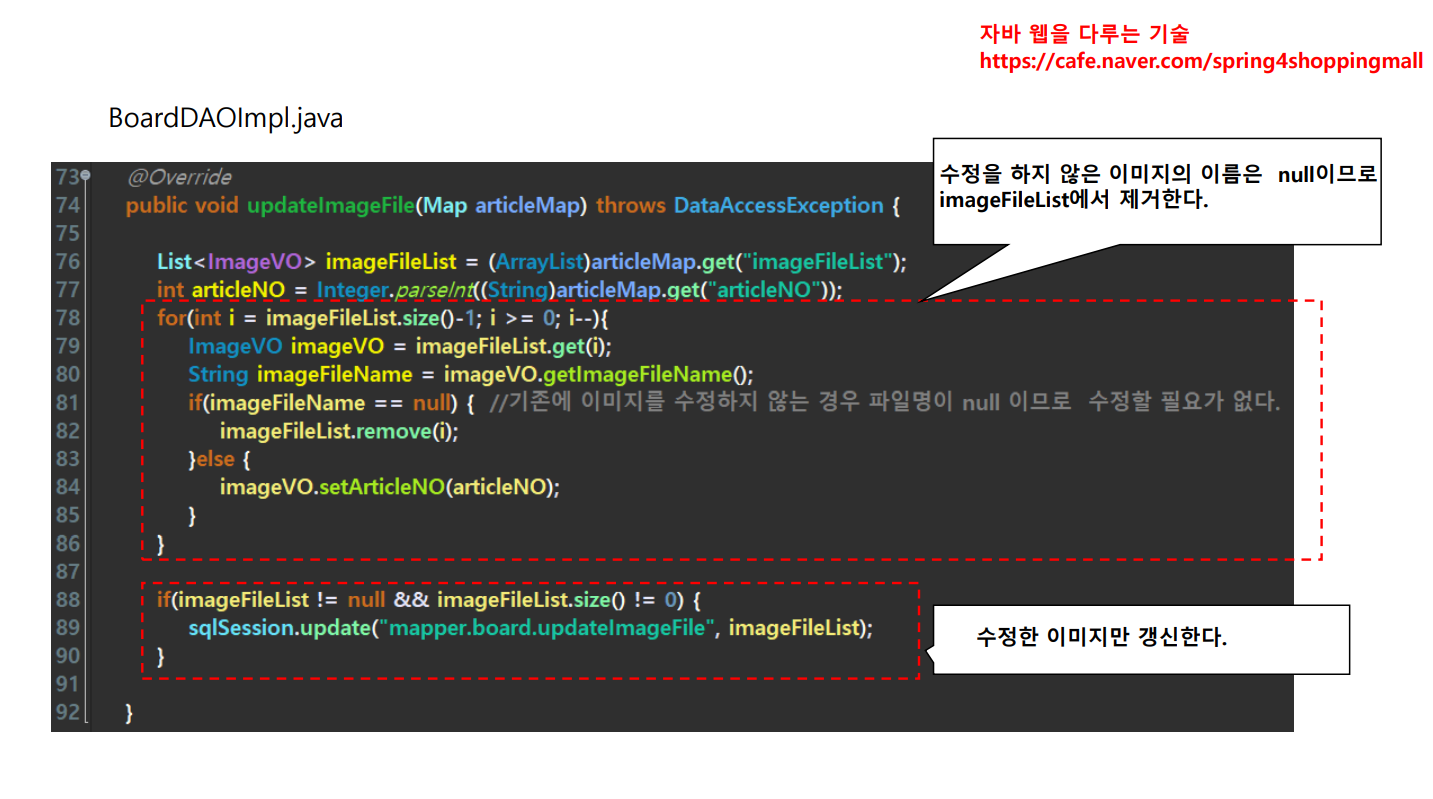 자바 웹을 다루는 기술
https://cafe.naver.com/spring4shoppingmall
BoardDAOImpl.java
수정을 하지 않은 이미지의 이름은 null이므로
imageFileList에서 제거한다.
73 @Override
74 public void updateImageFile(Map articleMap) throws DataAccessException {
75
76 List<ImageVO> imageFileList = (ArrayList)articleMap.get("imageFileList");
77 int articleNO = Integer.parseInt((String)articleMap.get("articleNO"));
78 for(int i = imageFileList.size()-1; i >= 0; i--){
79 ImageVO imageVO = imageFileList.get(i);
80 String imageFileName = imageVO.getImageFileName();
81 if(imageFileName == null) { //기존에 이미지를 수정하지 않는 경우 파일명이 null 이므로 수정할 필요가 없다.
82 imageFileList.remove(i);
83 }else {
84 imageVO.setArticleNO(articleNO);
85 }
86 }
87
88 if(imageFileList != null && imageFileList.size() != 0) {
89 sqlSession.update("mapper.board.updateImageFile", imageFileList);
90 }
91
92 }
수정한 이미지만 갱신한다.